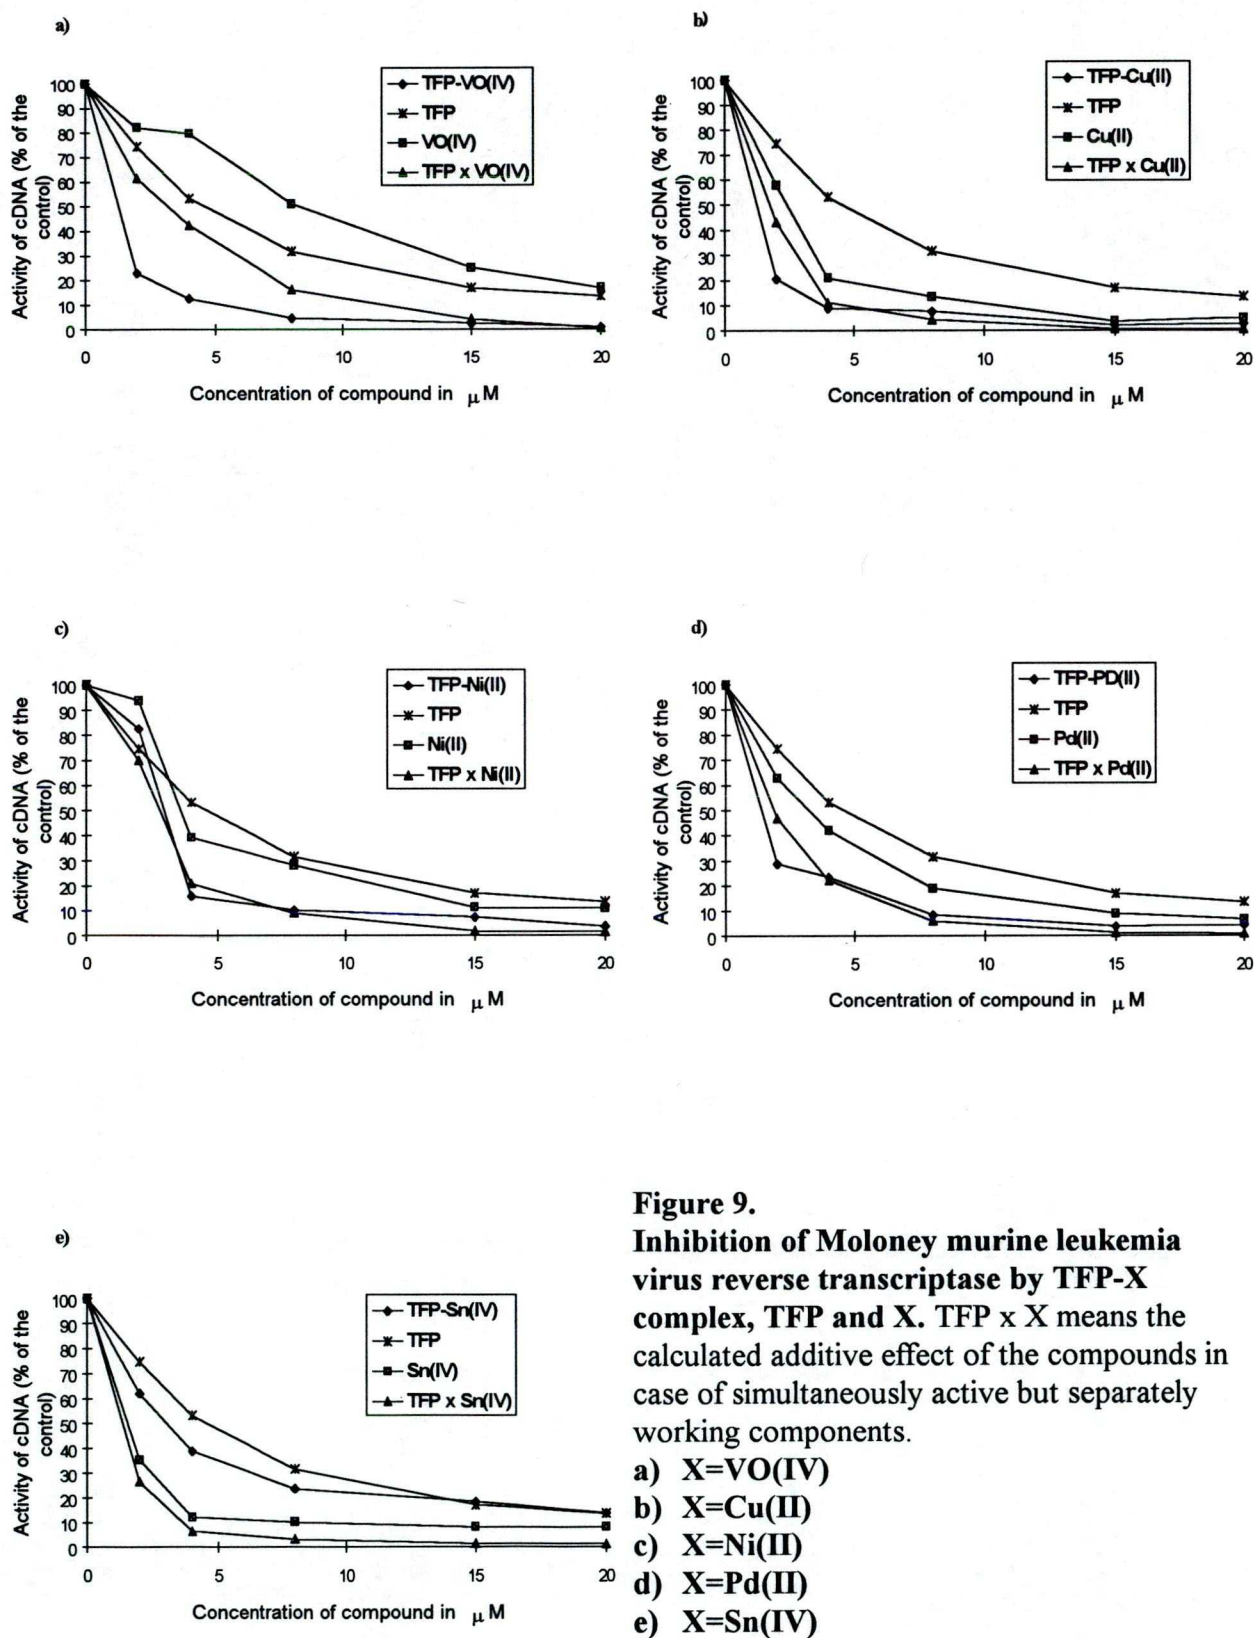 a)
TFP-VO(IV)
TFP
VO(IV)
TFP x VO(IV)
Activity of cDNA (% of the
control)
100
90
80
70
60
50
40
30
20
10
0
0 5 10 15 20
Concentration of compound in μM
b)
TFP-Cu(II)
TFP
Cu(II)
TFP x Cu(II)
Activity of cDNA (% of the
control)
100
90
80
70
60
50
40
30
20
10
0
0 5 10 15 20
Concentration of compound in μM
c)
TFP-Ni(II)
TFP
Ni(II)
TFP x Ni(II)
Activity of cDNA (% of the
control)
100
90
80
70
60
50
40
30
20
10
0
0 5 10 15 20
Concentration of compound in μM
d)
TFP-PD(II)
TFP
Pd(II)
TFP x Pd(II)
Activity of cDNA (% of the
control)
100
90
80
70
60
50
40
30
20
10
0
0 5 10 15 20
Concentration of compound in μM
e)
TFP-Sn(IV)
TFP
Sn(IV)
TFP x Sn(IV)
Activity of cDNA (% of the
control)
100
90
80
70
60
50
40
30
20
10
0
0 5 10 15 20
Concentration of compound in μM
Figure 9.
Inhibition of Moloney murine leukemia
virus reverse transcriptase by TFP-X
complex, TFP and X. TFP x X means the
calculated additive effect of the compounds in
case of simultaneously active but separately
working components.
a) X=VO(IV)
b) X=Cu(II)
c) X=Ni(II)
d) X=Pd(II)
e) X=Sn(IV)